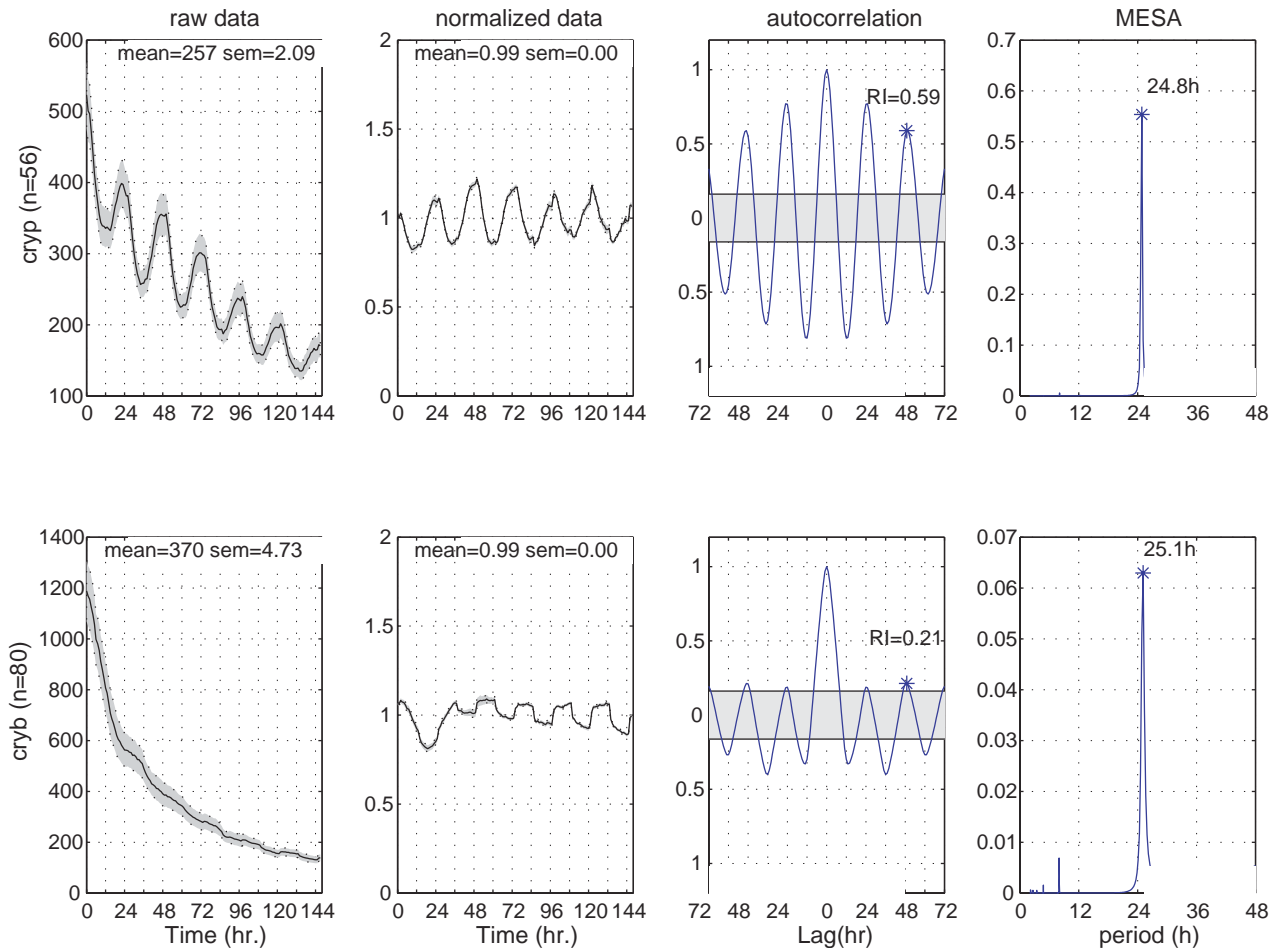 raw data
normalized data
autocorrelation
MESA
cryp (n=56)
mean=257 sem=2.09
600
500
400
300
200
100
0 24 48 72 96 120 144
mean=0.99 sem=0.00
2
1.5
1
0.5
0
0 24 48 72 96 120 144
RI=0.59
1
0.5
0
0.5
1
72 48 24 0 24 48 72
24.8h
0.7
0.6
0.5
0.4
0.3
0.2
0.1
0
0 12 24 36 48
cryb (n=80)
mean=370 sem=4.73
1400
1200
1000
800
600
400
200
0
0 24 48 72 96 120 144
Time (hr.)
mean=0.99 sem=0.00
2
1.5
1
0.5
0
0 24 48 72 96 120 144
Time (hr.)
RI=0.21
1
0.5
0
0.5
1
72 48 24 0 24 48 72
Lag(hr)
25.1h
0.07
0.06
0.05
0.04
0.03
0.02
0.01
0
0 12 24 36 48
period (h)